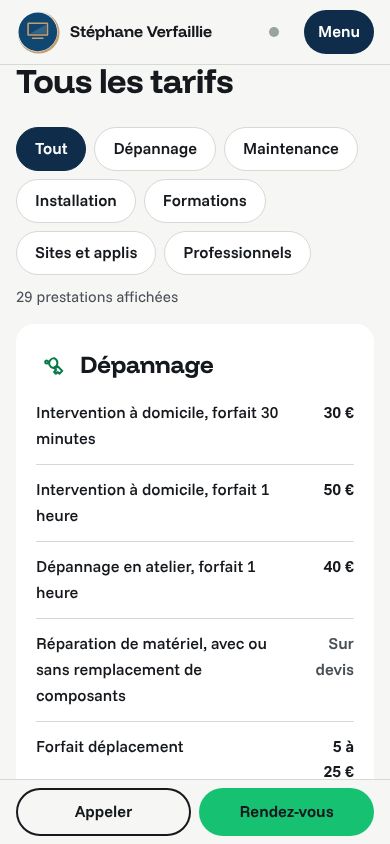 Stéphane Verfaillie
Menu
Tous les tarifs
Tout
Dépannage
Maintenance
Installation
Formations
Sites et applis
Professionnels
29 prestations affichées
Dépannage
Intervention à domicile, forfait 30 30 €
minutes
Intervention à domicile, forfait 1 50 €
heure
Dépannage en atelier, forfait 1 40 €
heure
Réparation de matériel, avec ou Sur
sans remplacement de devis
composants
Forfait déplacement 5 à
25 €
Appeler
Rendez-vous